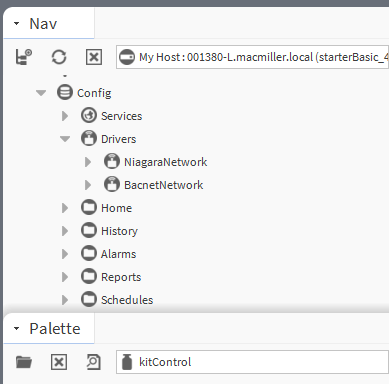 Nav
My Host : 001380-L.macmiller.local (starterBasic_4
Config
Services
Drivers
NiagaraNetwork
BacnetNetwork
Home
History
Alarms
Reports
Schedules
Palette
kitControl